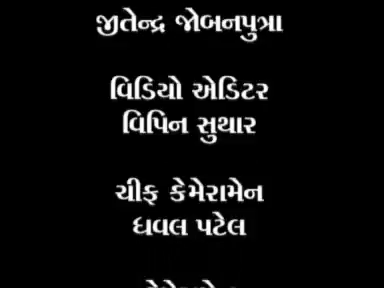 જીતેન્દ્ર જોબનપુત્રા
વિડિયો એડિટર
વિપિન સુથાર
ચીફ કેમેરામેન
ધવલ પટેલ